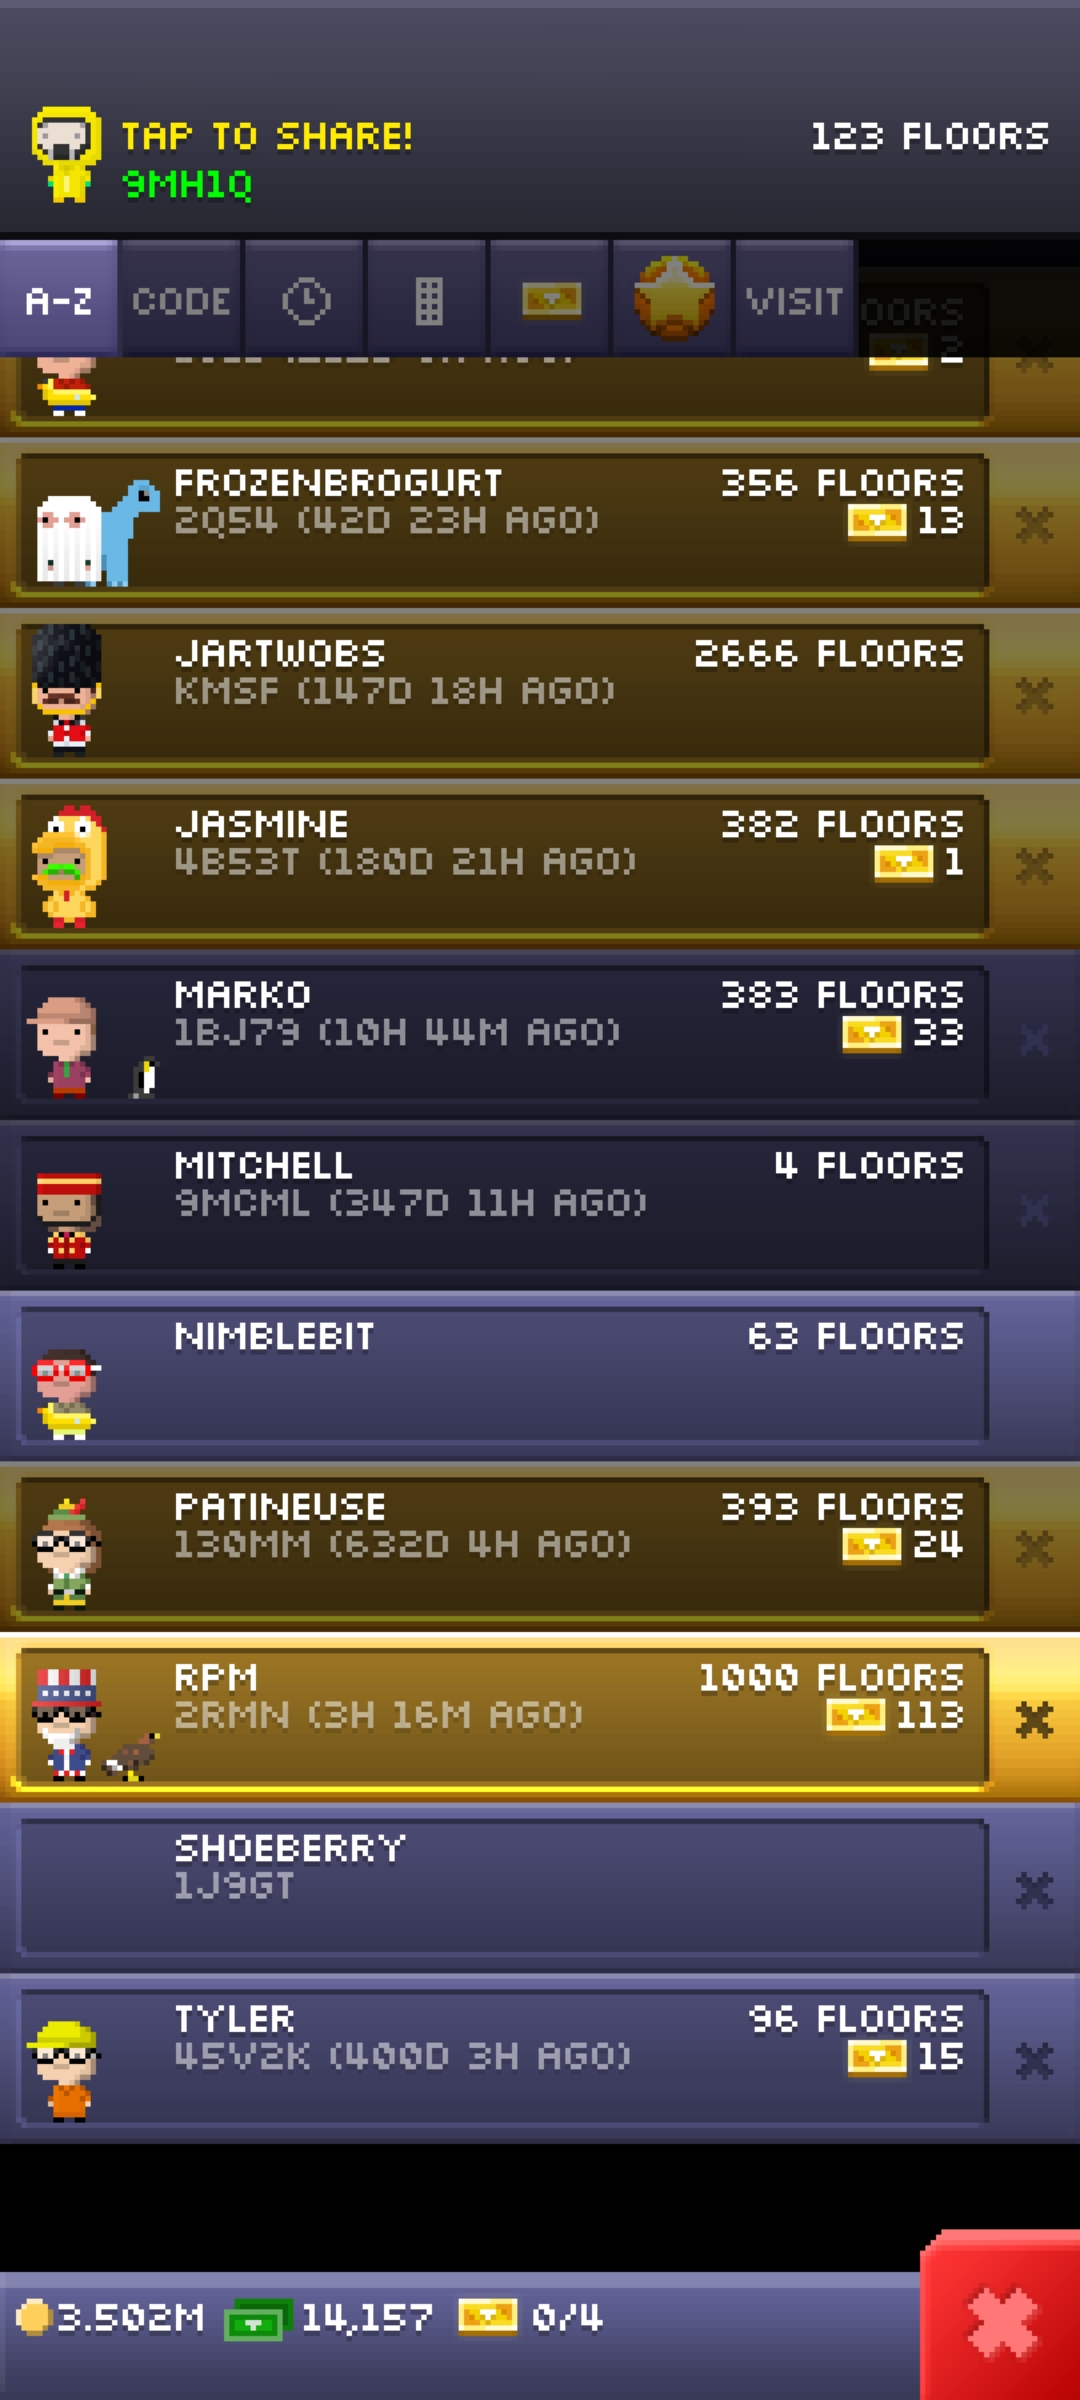 TAP TO SHARE!
123 FLOORS
9MH1Q
A-Z CODE VISIT
2
FROZENBROGURT 356 FLOORS
2Q54 (42D 23H AGO) 13
JARTWOBS 2666 FLOORS
KMSF (147D 18H AGO)
JASMINE 382 FLOORS
4B53T (180D 21H AGO) 1
MARKO 383 FLOORS
1BJ79 (10H 44M AGO) 33
MITCHELL 4 FLOORS
9MCML (347D 11H AGO)
NIMBLEBIT 63 FLOORS
PATINEUSE 393 FLOORS
130MM (632D 4H AGO) 24
RPM 1000 FLOORS
2RMN (3H 16M AGO) 113
SHOEBERRY
1J9GT
TYLER 96 FLOORS
45V2K (400D 3H AGO) 15
3.502M 14,157 0/4